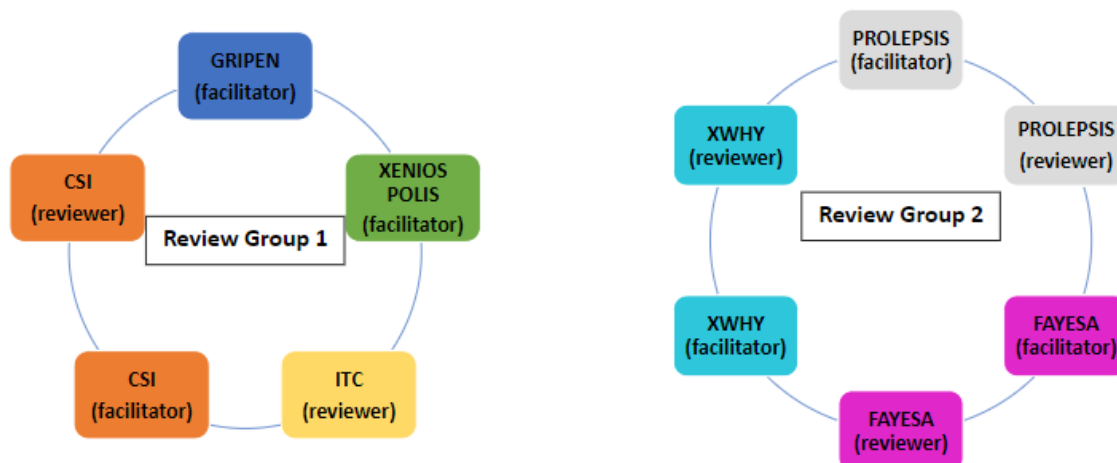 GRIPEN
(facilitator)
XENIOS
POLIS
(facilitator)
ITC
(reviewer)
CSI
(facilitator)
CSI
(reviewer)
Review Group 1
PROLEPSIS
(facilitator)
PROLEPSIS
(reviewer)
FAYESA
(facilitator)
FAYESA
(reviewer)
XWHY
(facilitator)
XWHY
(reviewer)
Review Group 2